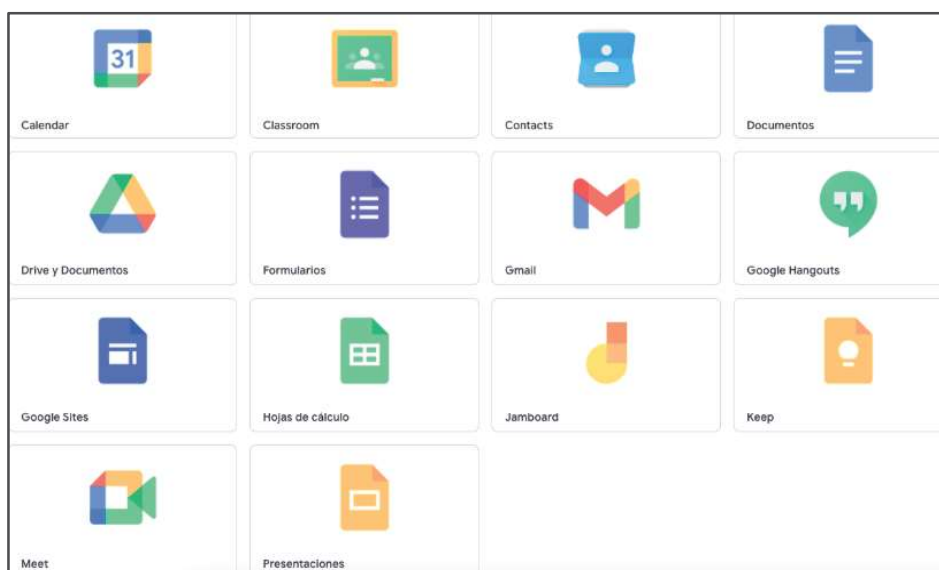 31
Calendar
Classroom
Contacts
Documentos
Drive y Documentos
Formularios
Gmail
Google Hangouts
Google Sites
Hojas de cálculo
Jamboard
Keep
Meet
Presentaciones